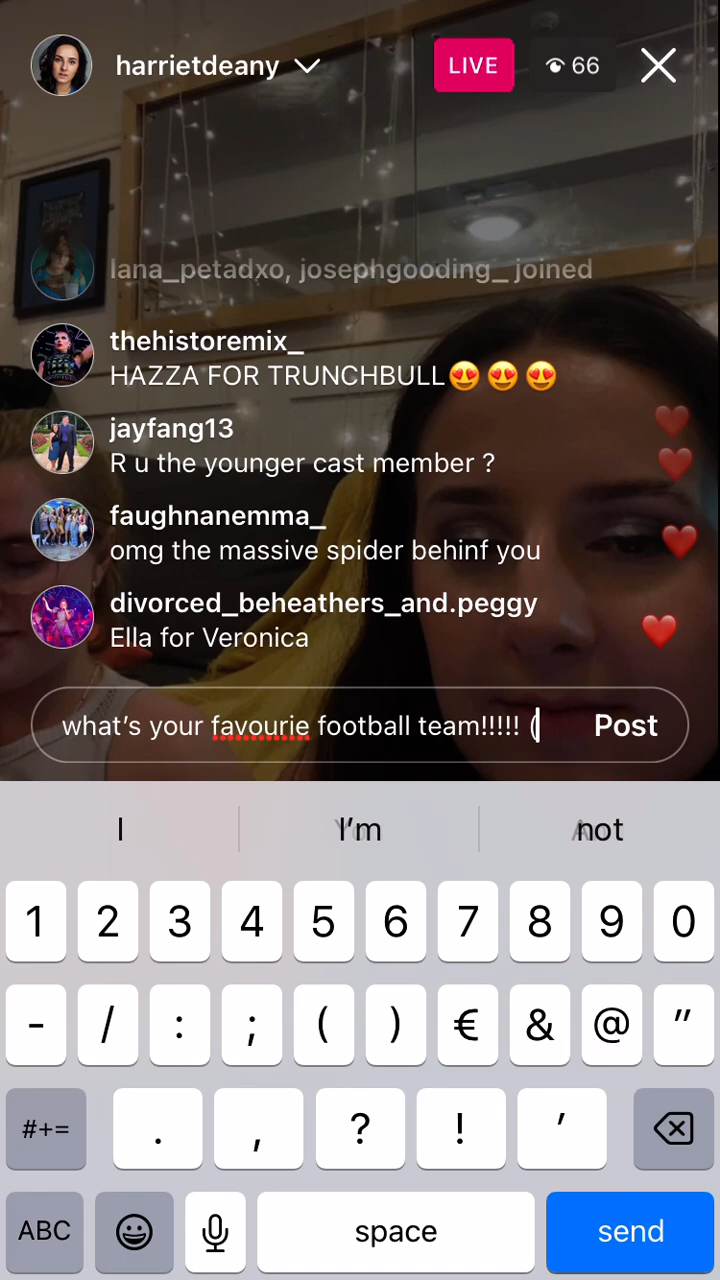 harrietdeany
LIVE
66
lana_petadxo, josephgooding_ joined
thehistoremix_
HAZZA FOR TRUNCHBULL😍😍😍
jayfang13
R u the younger cast member ?
faughnanemma_
omg the massive spider behinf you
divorced_beheathers_and.peggy
Ella for Veronica
what’s your favourie football team!!!!! (
Post
I I’m not
1 2 3 4 5 6 7 8 9 0
- / : ; ( ) € & @ ”
#+= . , ? ! ’
ABC space send